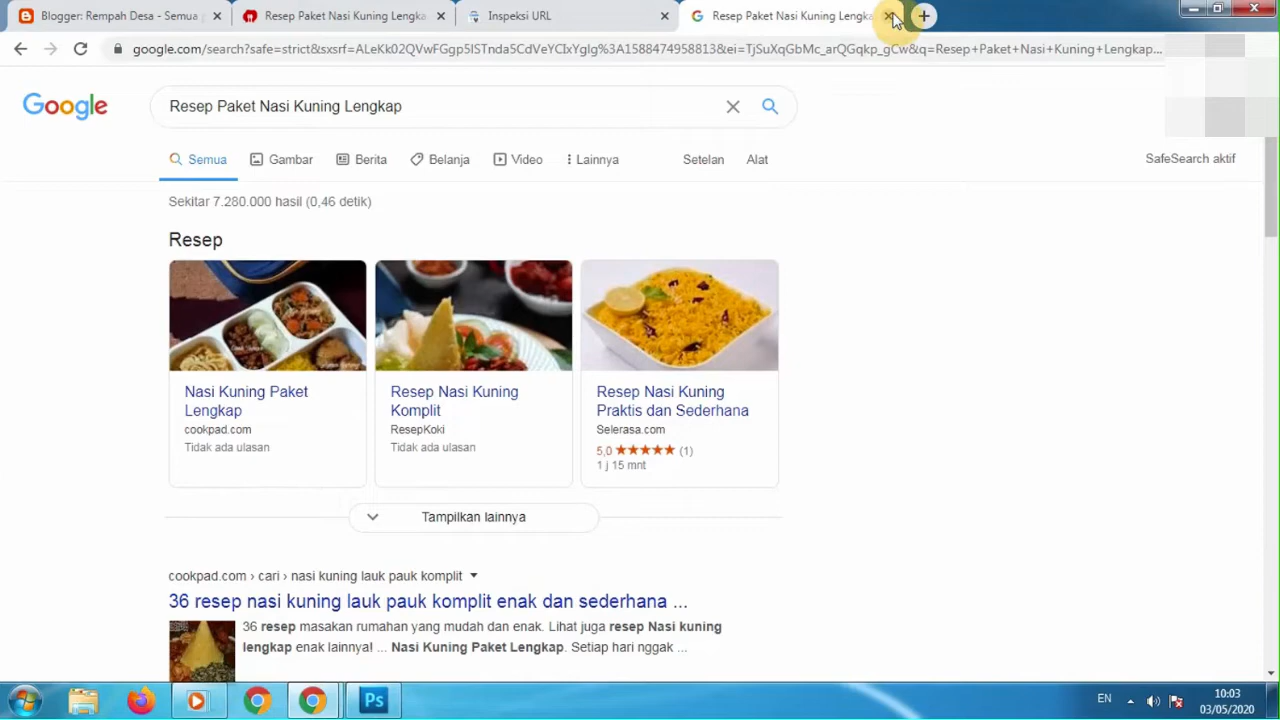 Blogger: Rempah Desa - Semua p
Resep Paket Nasi Kuning Lengka
Inspeksi URL
Resep Paket Nasi Kuning Lengka
google.com/search?safe=strict&sxsrf=ALeKk02QVwFGgp5ISTnda5CdVeYCIxYgIg%3A1588474958813&ei=TjSuXqGbMc_arQGqkp_gCw&q=Resep+Paket+Nasi+Kuning+Lengkap...
Google
Resep Paket Nasi Kuning Lengkap
Semua
Gambar
Berita
Belanja
Video
Lainnya
Setelan
Alat
SafeSearch aktif
Sekitar 7.280.000 hasil (0,46 detik)
Resep
Nasi Kuning Paket
Lengkap
cookpad.com
Tidak ada ulasan
Resep Nasi Kuning
Komplit
ResepKoki
Tidak ada ulasan
Resep Nasi Kuning
Praktis dan Sederhana
Selerasa.com
5,0 ★★★★★ (1)
1 j 15 mnt
Tampilkan lainnya
cookpad.com › cari › nasi kuning lauk pauk komplit
36 resep nasi kuning lauk pauk komplit enak dan sederhana ...
36 resep masakan rumahan yang mudah dan enak. Lihat juga resep Nasi kuning
lengkap enak lainnya! ... Nasi Kuning Paket Lengkap. Setiap hari nggak ...
Ps
EN
10:03
03/05/2020